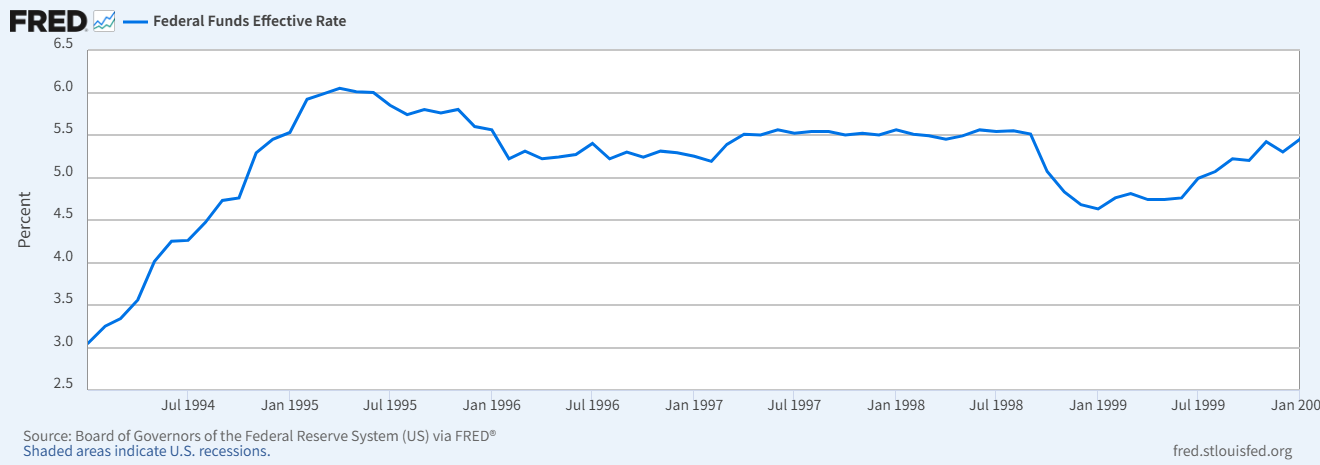 FRED Federal Funds Effective Rate
6.5
6.0
5.5
5.0
4.5
4.0
3.5
3.0
2.5
Percent
Jul 1994 Jan 1995 Jul 1995 Jan 1996 Jul 1996 Jan 1997 Jul 1997 Jan 1998 Jul 1998 Jan 1999 Jul 1999 Jan 200
Source: Board of Governors of the Federal Reserve System (US) via FRED®
Shaded areas indicate U.S. recessions.
fred.stlouisfed.org